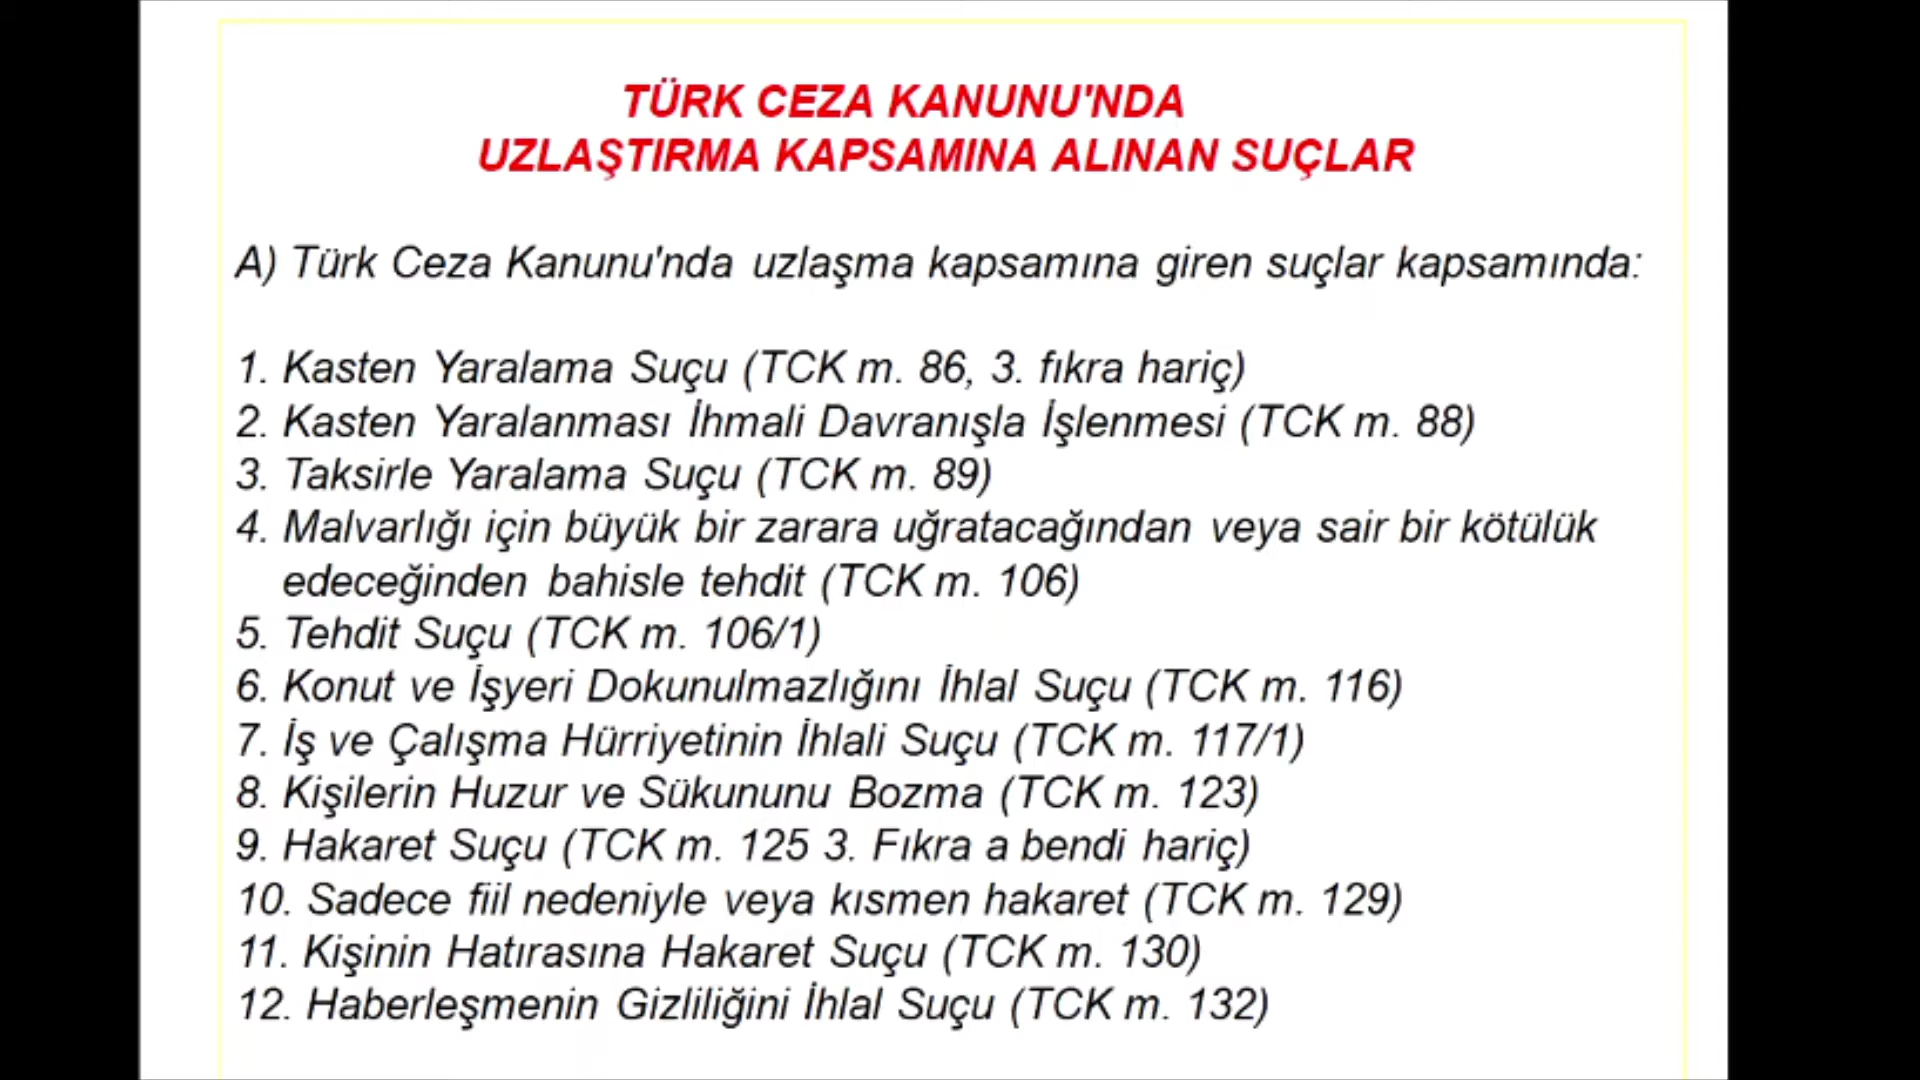 TÜRK CEZA KANUNU'NDA
UZLAŞTIRMA KAPSAMINA ALINAN SUÇLAR
A) Türk Ceza Kanunu'nda uzlaşma kapsamına giren suçlar kapsamında:
1. Kasten Yaralama Suçu (TCK m. 86, 3. fıkra hariç)
2. Kasten Yaralanması İhmali Davranışla İşlenmesi (TCK m. 88)
3. Taksirle Yaralama Suçu (TCK m. 89)
4. Malvarlığı için büyük bir zarara uğratacağından veya sair bir kötülük
edeceğinden bahisle tehdit (TCK m. 106)
5. Tehdit Suçu (TCK m. 106/1)
6. Konut ve İşyeri Dokunulmazlığını İhlal Suçu (TCK m. 116)
7. İş ve Çalışma Hürriyetinin İhlali Suçu (TCK m. 117/1)
8. Kişilerin Huzur ve Sükununu Bozma (TCK m. 123)
9. Hakaret Suçu (TCK m. 125 3. Fıkra a bendi hariç)
10. Sadece fiil nedeniyle veya kısmen hakaret (TCK m. 129)
11. Kişinin Hatırasına Hakaret Suçu (TCK m. 130)
12. Haberleşmenin Gizliliğini İhlal Suçu (TCK m. 132)